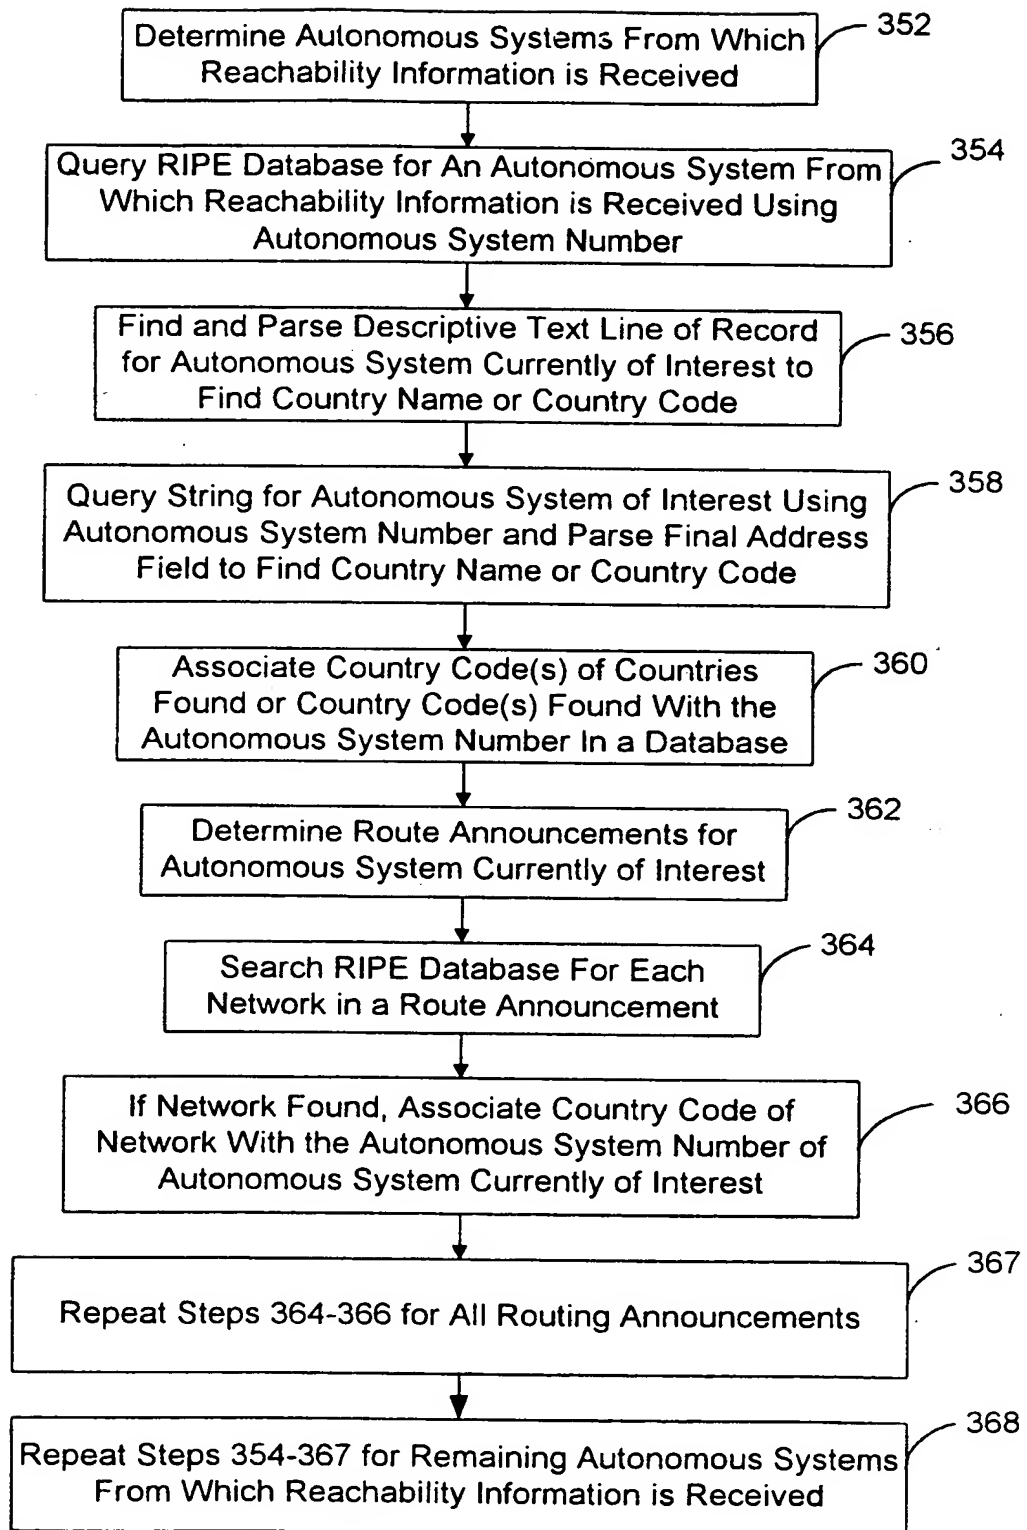 Determine Autonomous Systems From Which
Reachability Information is Received
352
Query RIPE Database for An Autonomous System From
Which Reachability Information is Received Using
Autonomous System Number
354
Find and Parse Descriptive Text Line of Record
for Autonomous System Currently of Interest to
Find Country Name or Country Code
356
Query String for Autonomous System of Interest Using
Autonomous System Number and Parse Final Address
Field to Find Country Name or Country Code
358
Associate Country Code(s) of Countries
Found or Country Code(s) Found With the
Autonomous System Number In a Database
360
Determine Route Announcements for
Autonomous System Currently of Interest
362
Search RIPE Database For Each
Network in a Route Announcement
364
If Network Found, Associate Country Code of
Network With the Autonomous System Number of
Autonomous System Currently of Interest
366
Repeat Steps 364-366 for All Routing Announcements
367
Repeat Steps 354-367 for Remaining Autonomous Systems
From Which Reachability Information is Received
368